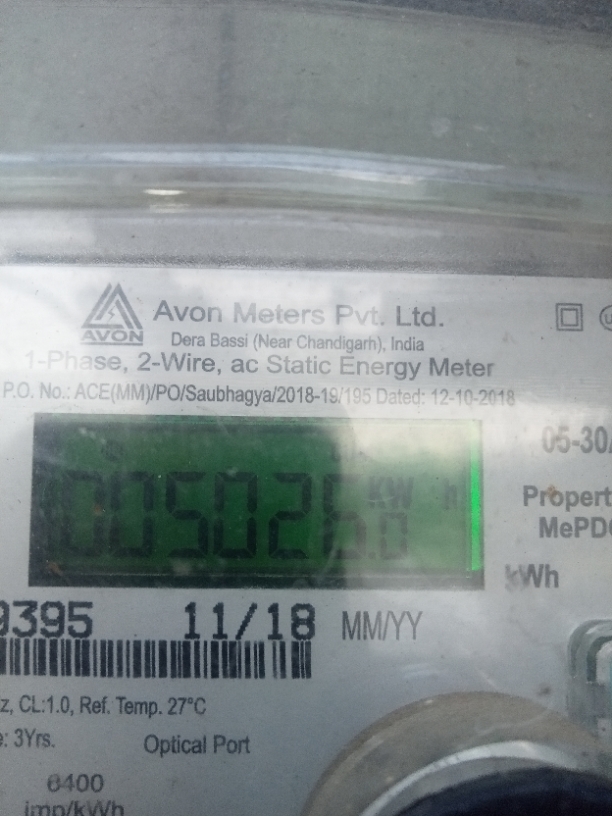 AVON
Avon Meters Pvt. Ltd.
Dera Bassi (Near Chandigarh), India
1-Phase, 2-Wire, ac Static Energy Meter
P.O. No.: ACE(MM)/PO/Saubhagya/2018-19/195 Dated: 12-10-2018
05-30
005026.0 kW h
Propert
MePD
kWh
9395 11/18 MM/YY
z, CL:1.0, Ref. Temp. 27°C
e: 3Yrs. Optical Port
6400
imp/kWh